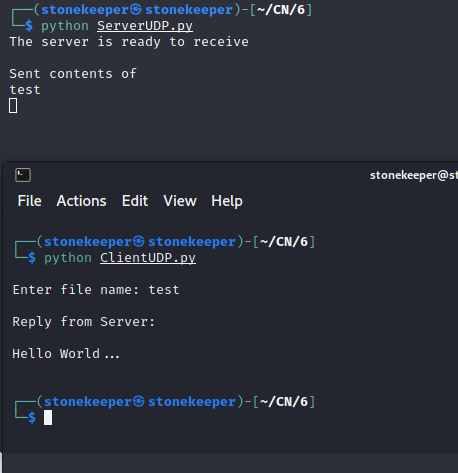 ┌──(stonekeeper㉿stonekeeper)-[~/CN/6]
└─$ python ServerUDP.py
The server is ready to receive
Sent contents of
test
stonekeeper@st
File Actions Edit View Help
┌──(stonekeeper㉿stonekeeper)-[~/CN/6]
└─$ python ClientUDP.py
Enter file name: test
Reply from Server:
Hello World...
┌──(stonekeeper㉿stonekeeper)-[~/CN/6]
└─$